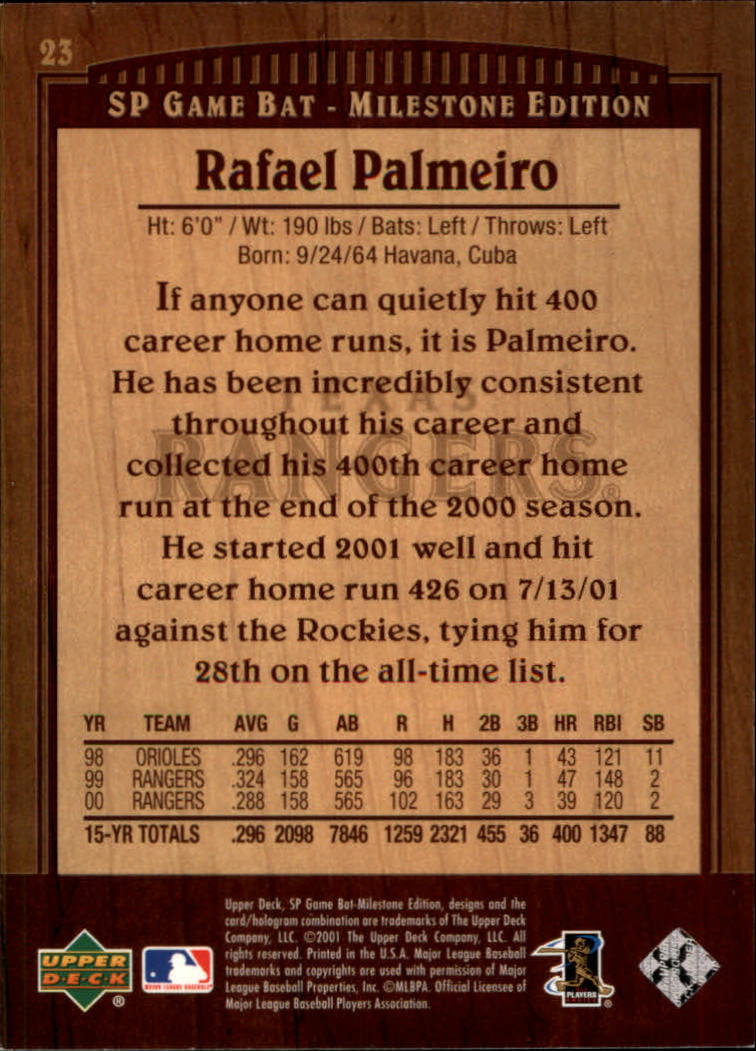 23
SP GAME BAT - MILESTONE EDITION
Rafael Palmeiro
Ht: 6'0" / Wt: 190 lbs / Bats: Left / Throws: Left
Born: 9/24/64 Havana, Cuba
TEXAS
RANGERS®
If anyone can quietly hit 400
career home runs, it is Palmeiro.
He has been incredibly consistent
throughout his career and
collected his 400th career home
run at the end of the 2000 season.
He started 2001 well and hit
career home run 426 on 7/13/01
against the Rockies, tying him for
28th on the all-time list.
YR TEAM AVG G AB R H 2B 3B HR RBI SB
98 ORIOLES .296 162 619 98 183 36 1 43 121 11
99 RANGERS .324 158 565 96 183 30 1 47 148 2
00 RANGERS .288 158 565 102 163 29 3 39 120 2
15-YR TOTALS .296 2098 7846 1259 2321 455 36 400 1347 88
Upper Deck, SP Game Bat-Milestone Edition, designs and the
card/hologram combination are trademarks of The Upper Deck
Company, LLC. ©2001 The Upper Deck Company, LLC. All
rights reserved. Printed in the U.S.A. Major League Baseball
trademarks and copyrights are used with permission of Major
League Baseball Properties, Inc. ©MLBPA. Official Licensee of
Major League Baseball Players Association.
UPPER
D·E·C·K
®
MAJOR LEAGUE BASEBALL
PLAYERS
®